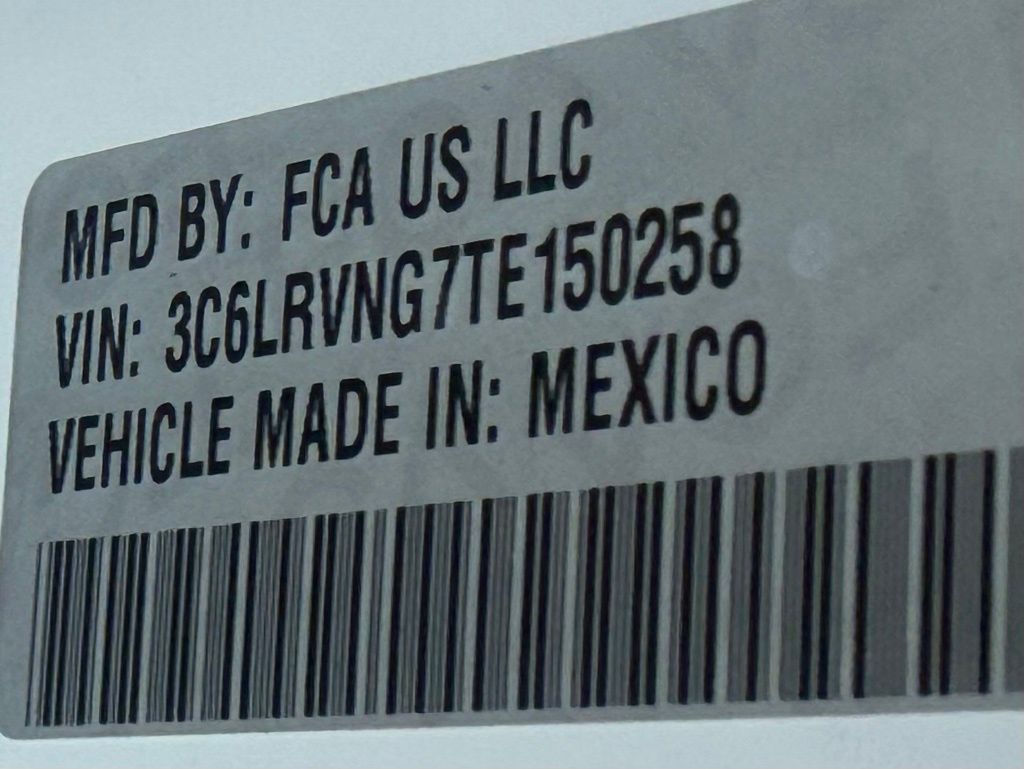 MFD BY: FCA US LLC
VIN: 3C6LRVNG7TE150258
VEHICLE MADE IN: MEXICO